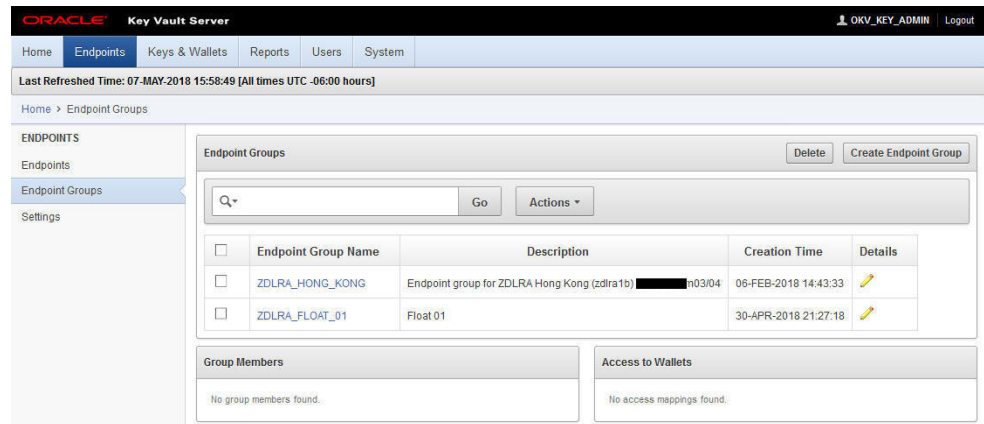 ORACLE Key Vault Server OKV_KEY_ADMIN Logout
Home Endpoints Keys & Wallets Reports Users System
Last Refreshed Time: 07-MAY-2018 15:58:49 [All times UTC -06:00 hours]
Home > Endpoint Groups
ENDPOINTS
Endpoints
Endpoint Groups
Settings
Endpoint Groups Delete Create Endpoint Group
Go Actions
Endpoint Group Name Description Creation Time Details
ZDLRA_HONG_KONG Endpoint group for ZDLRA Hong Kong (zdlra1b) n03/04 06-FEB-2018 14:43:33
ZDLRA_FLOAT_01 Float 01 30-APR-2018 21:27:18
Group Members
No group members found.
Access to Wallets
No access mappings found.